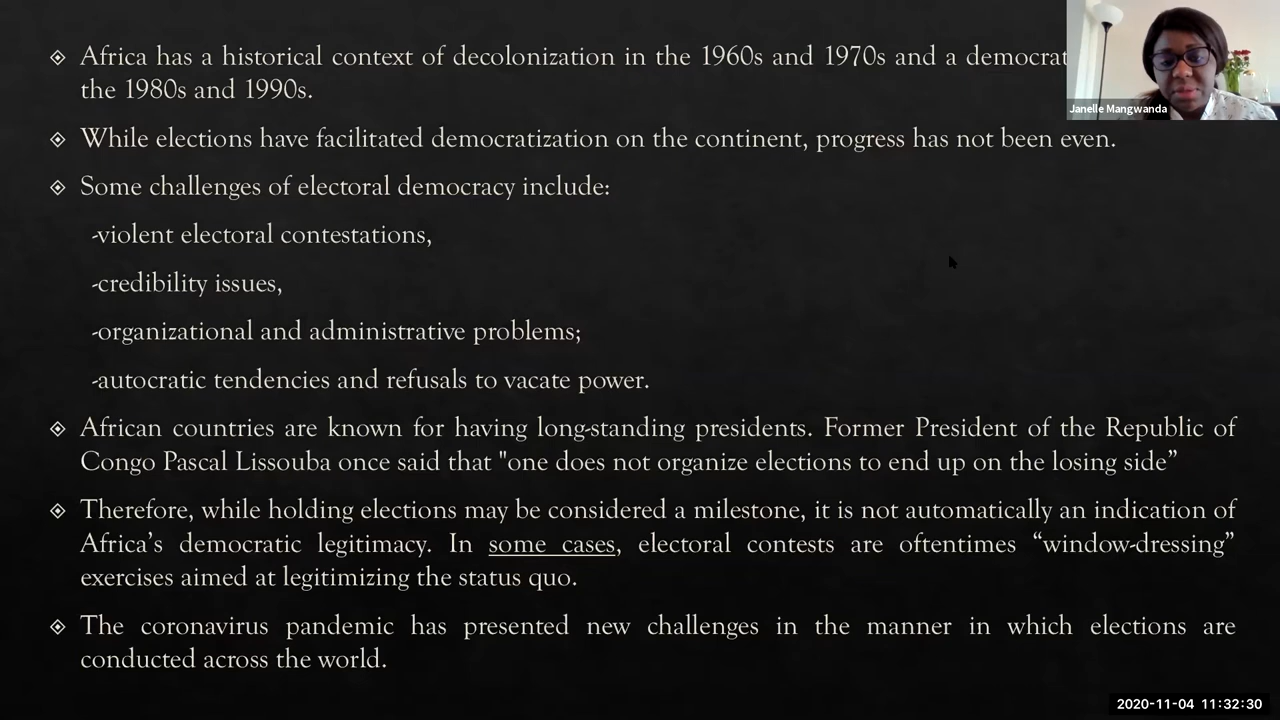 Africa has a historical context of decolonization in the 1960s and 1970s and a democrat
the 1980s and 1990s.
Janelle Mangwanda
While elections have facilitated democratization on the continent, progress has not been even.
Some challenges of electoral democracy include:
-violent electoral contestations,
-credibility issues,
-organizational and administrative problems;
-autocratic tendencies and refusals to vacate power.
African countries are known for having long-standing presidents. Former President of the Republic of
Congo Pascal Lissouba once said that "one does not organize elections to end up on the losing side”
Therefore, while holding elections may be considered a milestone, it is not automatically an indication of
Africa’s democratic legitimacy. In some cases, electoral contests are oftentimes “window-dressing”
exercises aimed at legitimizing the status quo.
The coronavirus pandemic has presented new challenges in the manner in which elections are
conducted across the world.
2020-11-04 11:32:30